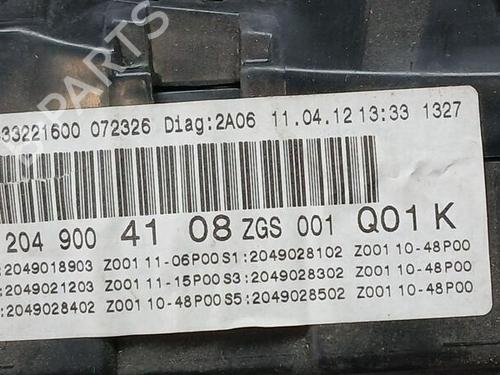 PARTS
33221600 072326 Diag:2A06 11.04.12 13:33 1327
204 900 41 08 ZGS 001 Q01 K
:2049018903 Z001 11-06P00 S1:2049028102 Z001 10-48P00
:2049021203 Z001 11-15P00 S3:2049028302 Z001 10-48P00
:2049028402 Z001 10-48P00 S5:2049028502 Z001 10-48P00